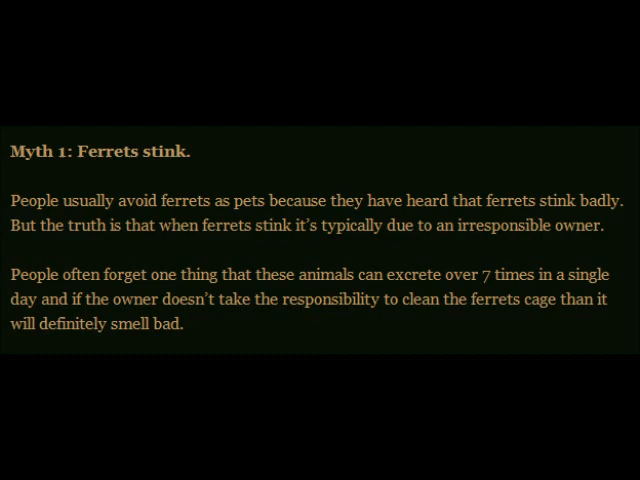 Myth 1: Ferrets stink.
People usually avoid ferrets as pets because they have heard that ferrets stink badly.
But the truth is that when ferrets stink it’s typically due to an irresponsible owner.
People often forget one thing that these animals can excrete over 7 times in a single
day and if the owner doesn’t take the responsibility to clean the ferrets cage than it
will definitely smell bad.